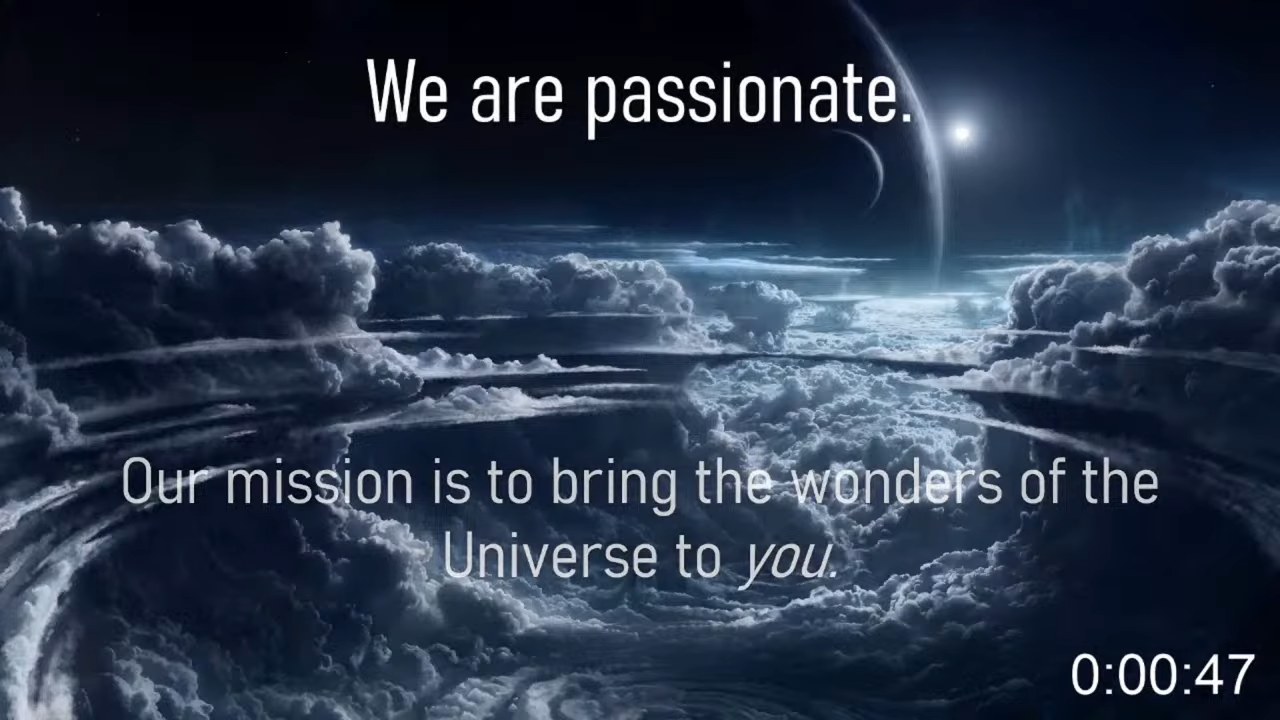 We are passionate.
Our mission is to bring the wonders of the
Universe to you.
0:00:47